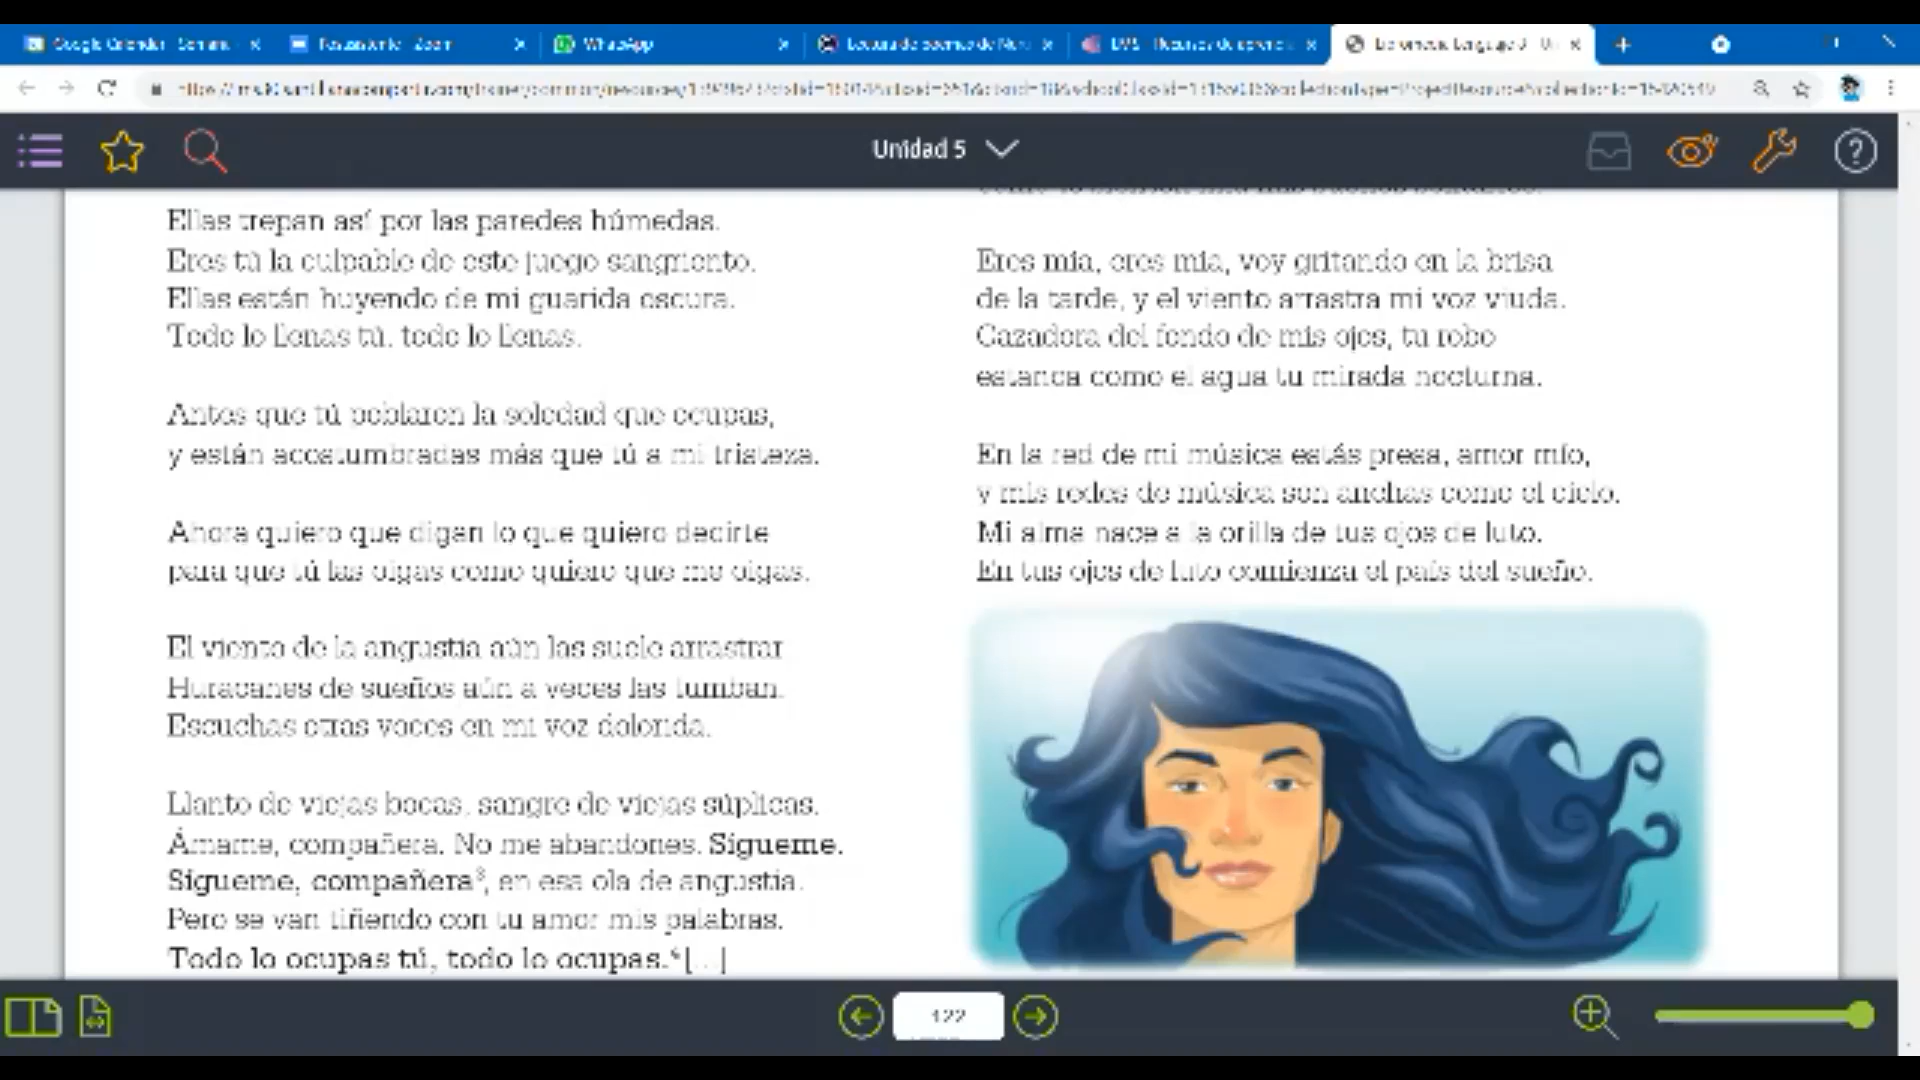 WhatsApp
Unidad 5
Ellas trepan así por las paredes húmedas.
Eres tú la culpable de este juego sangriento.
Ellas están huyendo de mi guarida oscura.
Todo lo llenas tú, todo lo llenas.
Antes que tú poblaron la soledad que ocupas,
y están acostumbradas más que tú a mi tristeza.
Ahora quiero que digan lo que quiero decirte
para que tú las oigas como quiero que me oigas.
El viento de la angustia aún las suele arrastrar
Huracanes de sueños aún a veces las tumban.
Escuchas otras voces en mi voz dolorida.
Llanto de viejas bocas, sangre de viejas súplicas.
Ámame, compañera. No me abandones. Sígueme.
Sígueme, compañera³, en esa ola de angustia.
Pero se van tiñendo con tu amor mis palabras.
Todo lo ocupas tú, todo lo ocupas.⁴[...]
Eres mía, eres mía, voy gritando en la brisa
de la tarde, y el viento arrastra mi voz viuda.
Cazadora del fondo de mis ojos, tu robo
estanca como el agua tu mirada nocturna.
En la red de mi música estás presa, amor mío,
y mis redes de música son anchas como el cielo.
Mi alma nace a la orilla de tus ojos de luto.
En tus ojos de luto comienza el país del sueño.
122